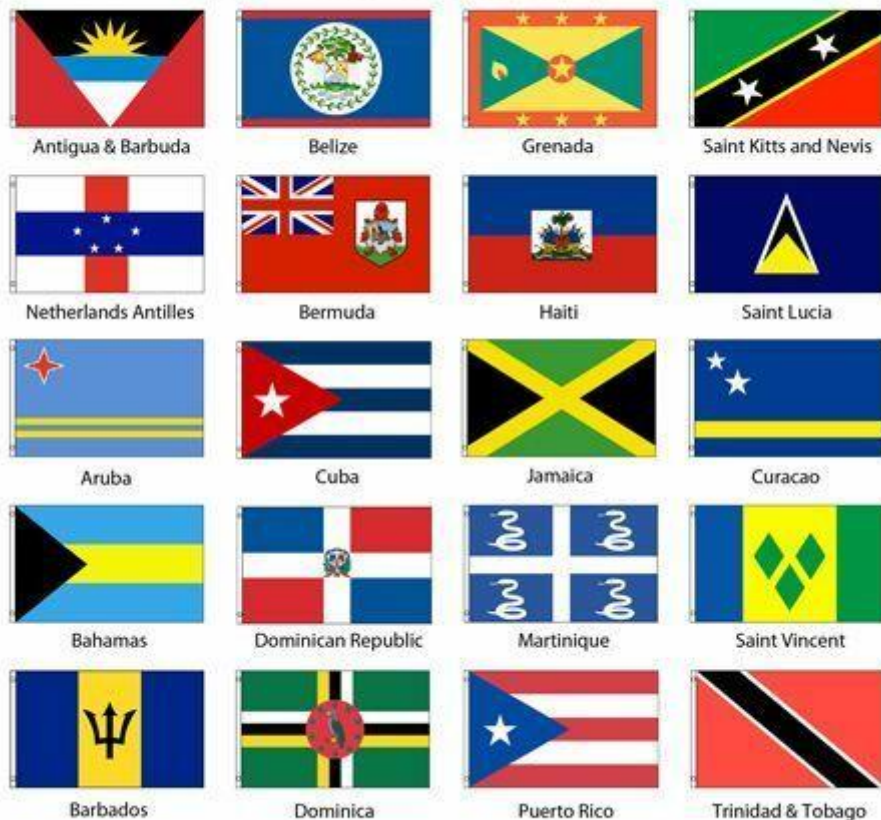 Antigua & Barbuda
Belize
Grenada
Saint Kitts and Nevis
Netherlands Antilles
Bermuda
Haiti
Saint Lucia
Aruba
Cuba
Jamaica
Curacao
Bahamas
Dominican Republic
Martinique
Saint Vincent
Barbados
Dominica
Puerto Rico
Trinidad & Tobago